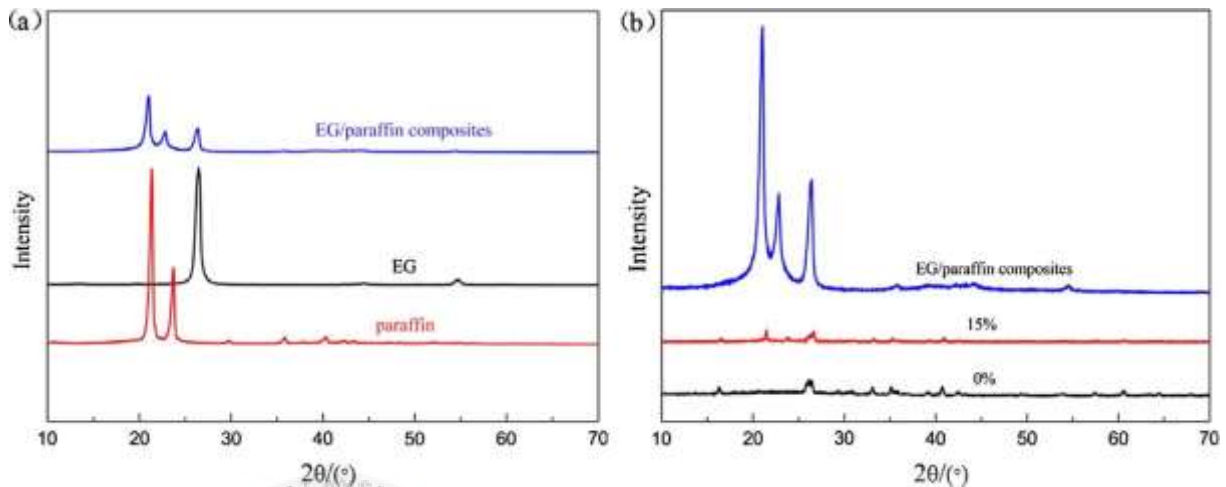 (a)
Intensity
EG/paraffin composites
EG
paraffin
10 20 30 40 50 60 70
2θ/(°)
(b)
Intensity
EG/paraffin composites
15%
0%
10 20 30 40 50 60 70
2θ/(°)